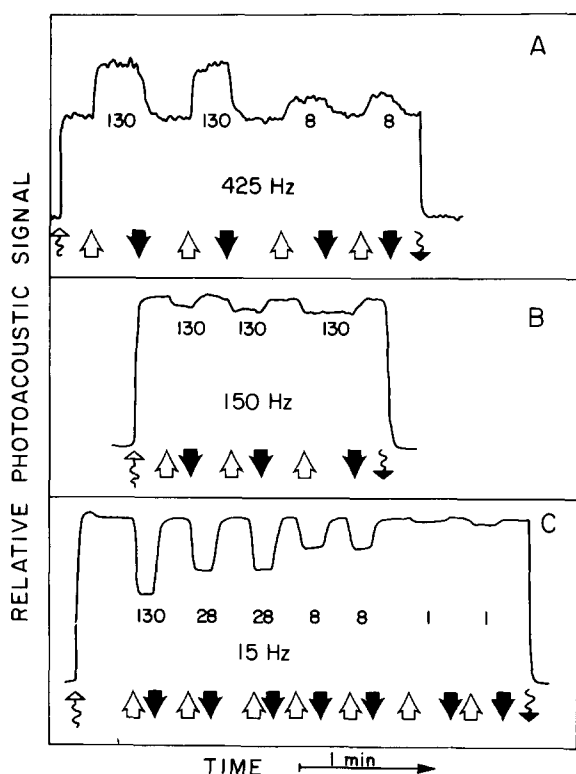 RELATIVE PHOTOACOUSTIC SIGNAL
A
130 130 8 8
425 Hz
B
130 130 130
150 Hz
C
130 28 28 8 8 1 1
15 Hz
TIME 1 min